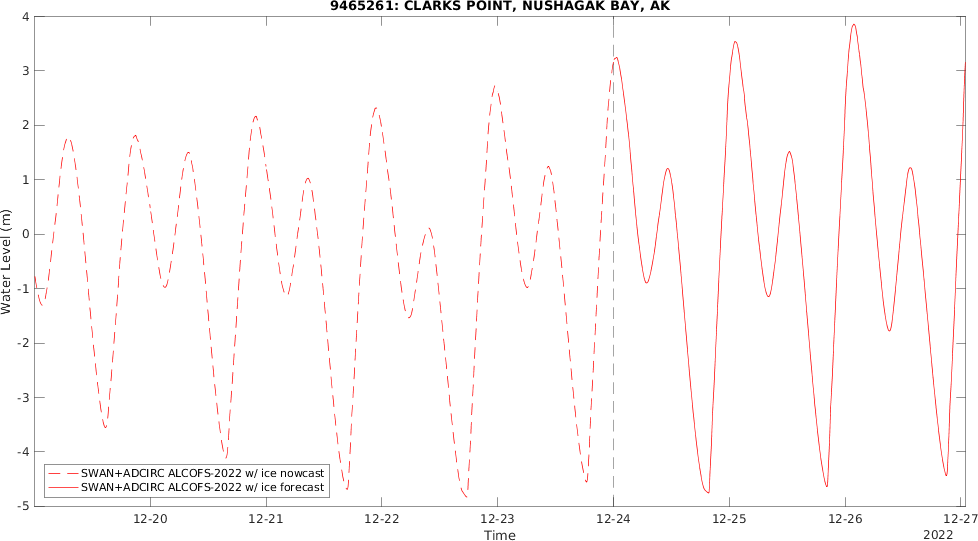 9465261: CLARKS POINT, NUSHAGAK BAY, AK
4
3
2
1
0
-1
-2
-3
-4
-5
Water Level (m)
SWAN+ADCIRC ALCOFS-2022 w/ ice nowcast
SWAN+ADCIRC ALCOFS-2022 w/ ice forecast
12-20 12-21 12-22 12-23 12-24 12-25 12-26 12-27
Time
2022